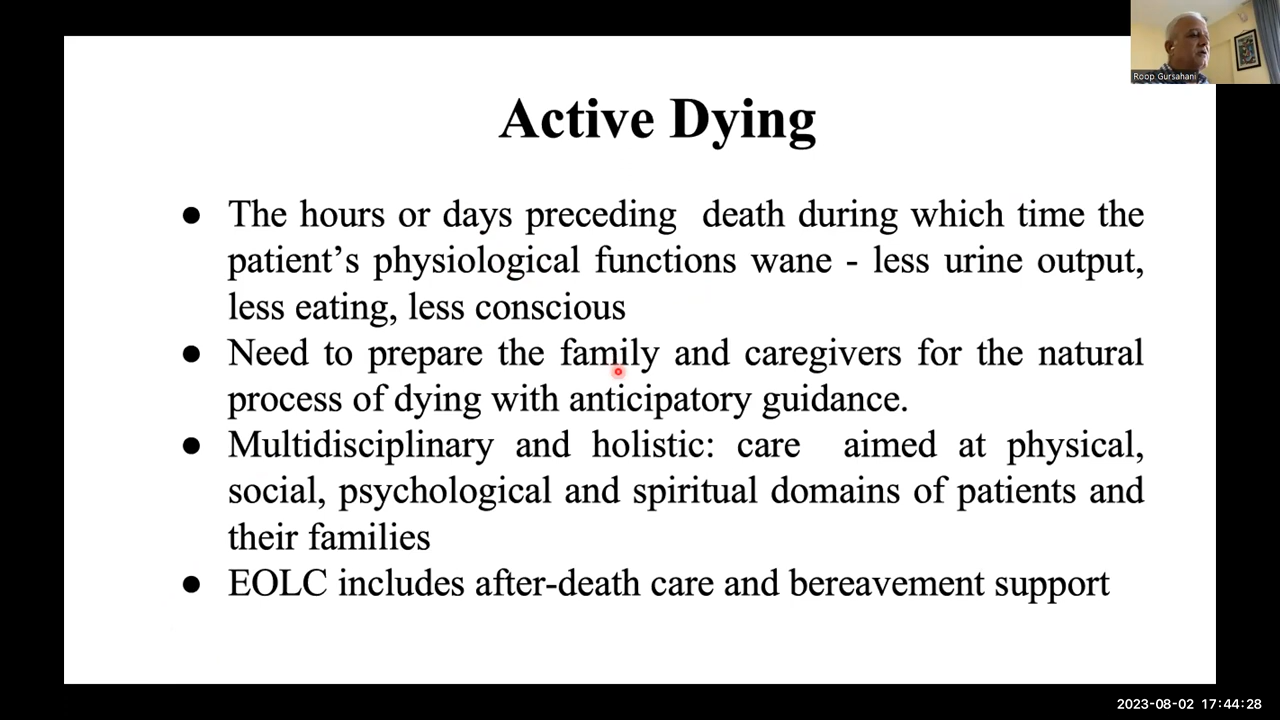 Roop Gursahani
Active Dying
● The hours or days preceding  death during which time the
patient’s physiological functions wane - less urine output,
less eating, less conscious
● Need to prepare the family and caregivers for the natural
process of dying with anticipatory guidance.
● Multidisciplinary and holistic: care  aimed at physical,
social, psychological and spiritual domains of patients and
their families
● EOLC includes after-death care and bereavement support
2023-08-02 17:44:28